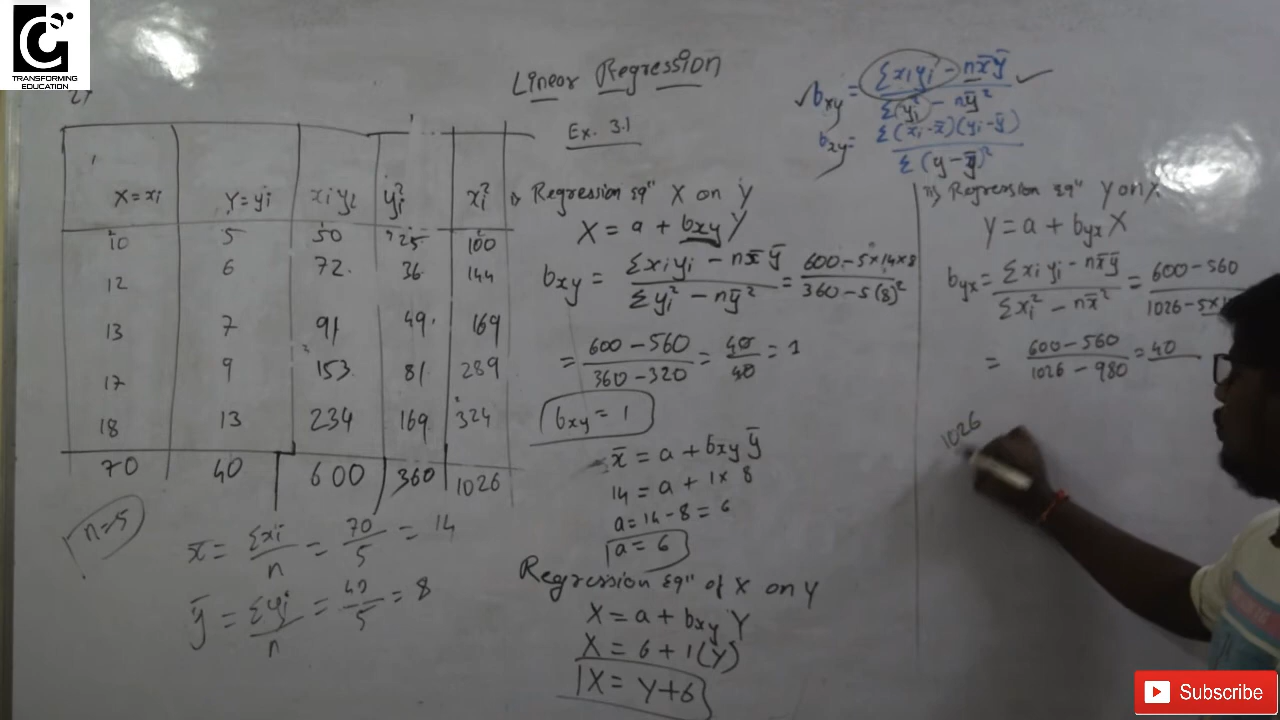 G
TRANSFORMING
EDUCATION
Linear Regression
Ex. 3.1
bxy = Σxiyi - nx̄ȳ / Σyi² - nȳ²
bxy = Σ(xi-x̄)(yi-ȳ) / Σ(y-ȳ)²
X=xi Y=yi xiyi yi² xi²
10 5 50 25 100
12 6 72 36 144
13 7 91 49 169
17 9 153 81 289
18 13 234 169 324
70 40 600 360 1026
n=5
x̄ = Σxi/n = 70/5 = 14
ȳ = Σyi/n = 40/5 = 8
i) Regression Eqⁿ X on Y
X = a + bxy Y
bxy = Σxiyi - nx̄ȳ / Σyi² - nȳ² = 600-5×14×8 / 360-5(8)²
= 600-560 / 360-320 = 40/40 = 1
bxy = 1
x̄ = a + bxy ȳ
14 = a + 1× 8
a = 14-8 = 6
a = 6
Regression Eqⁿ of X on Y
X = a + bxy Y
X = 6 + 1(Y)
X = Y+6
ii) Regression Eqⁿ Y on X
Y = a + byx X
byx = Σxiyi - nx̄ȳ / Σxi² - nx̄² = 600-560 / 1026-5×1
= 600-560 / 1026-980 = 40
1026
Subscribe